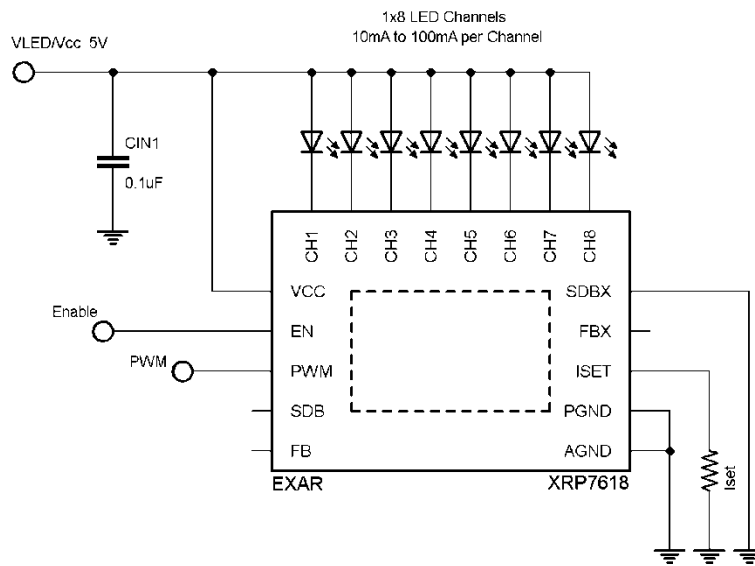 1x8 LED Channels
10mA to 100mA per Channel
VLED/Vcc 5V
CIN1
0.1uF
CH1
CH2
CH3
CH4
CH5
CH6
CH7
CH8
VCC
SDBX
Enable
EN
FBX
PWM
PWM
ISET
SDB
PGND
FB
AGND
Iset
EXAR
XRP7618